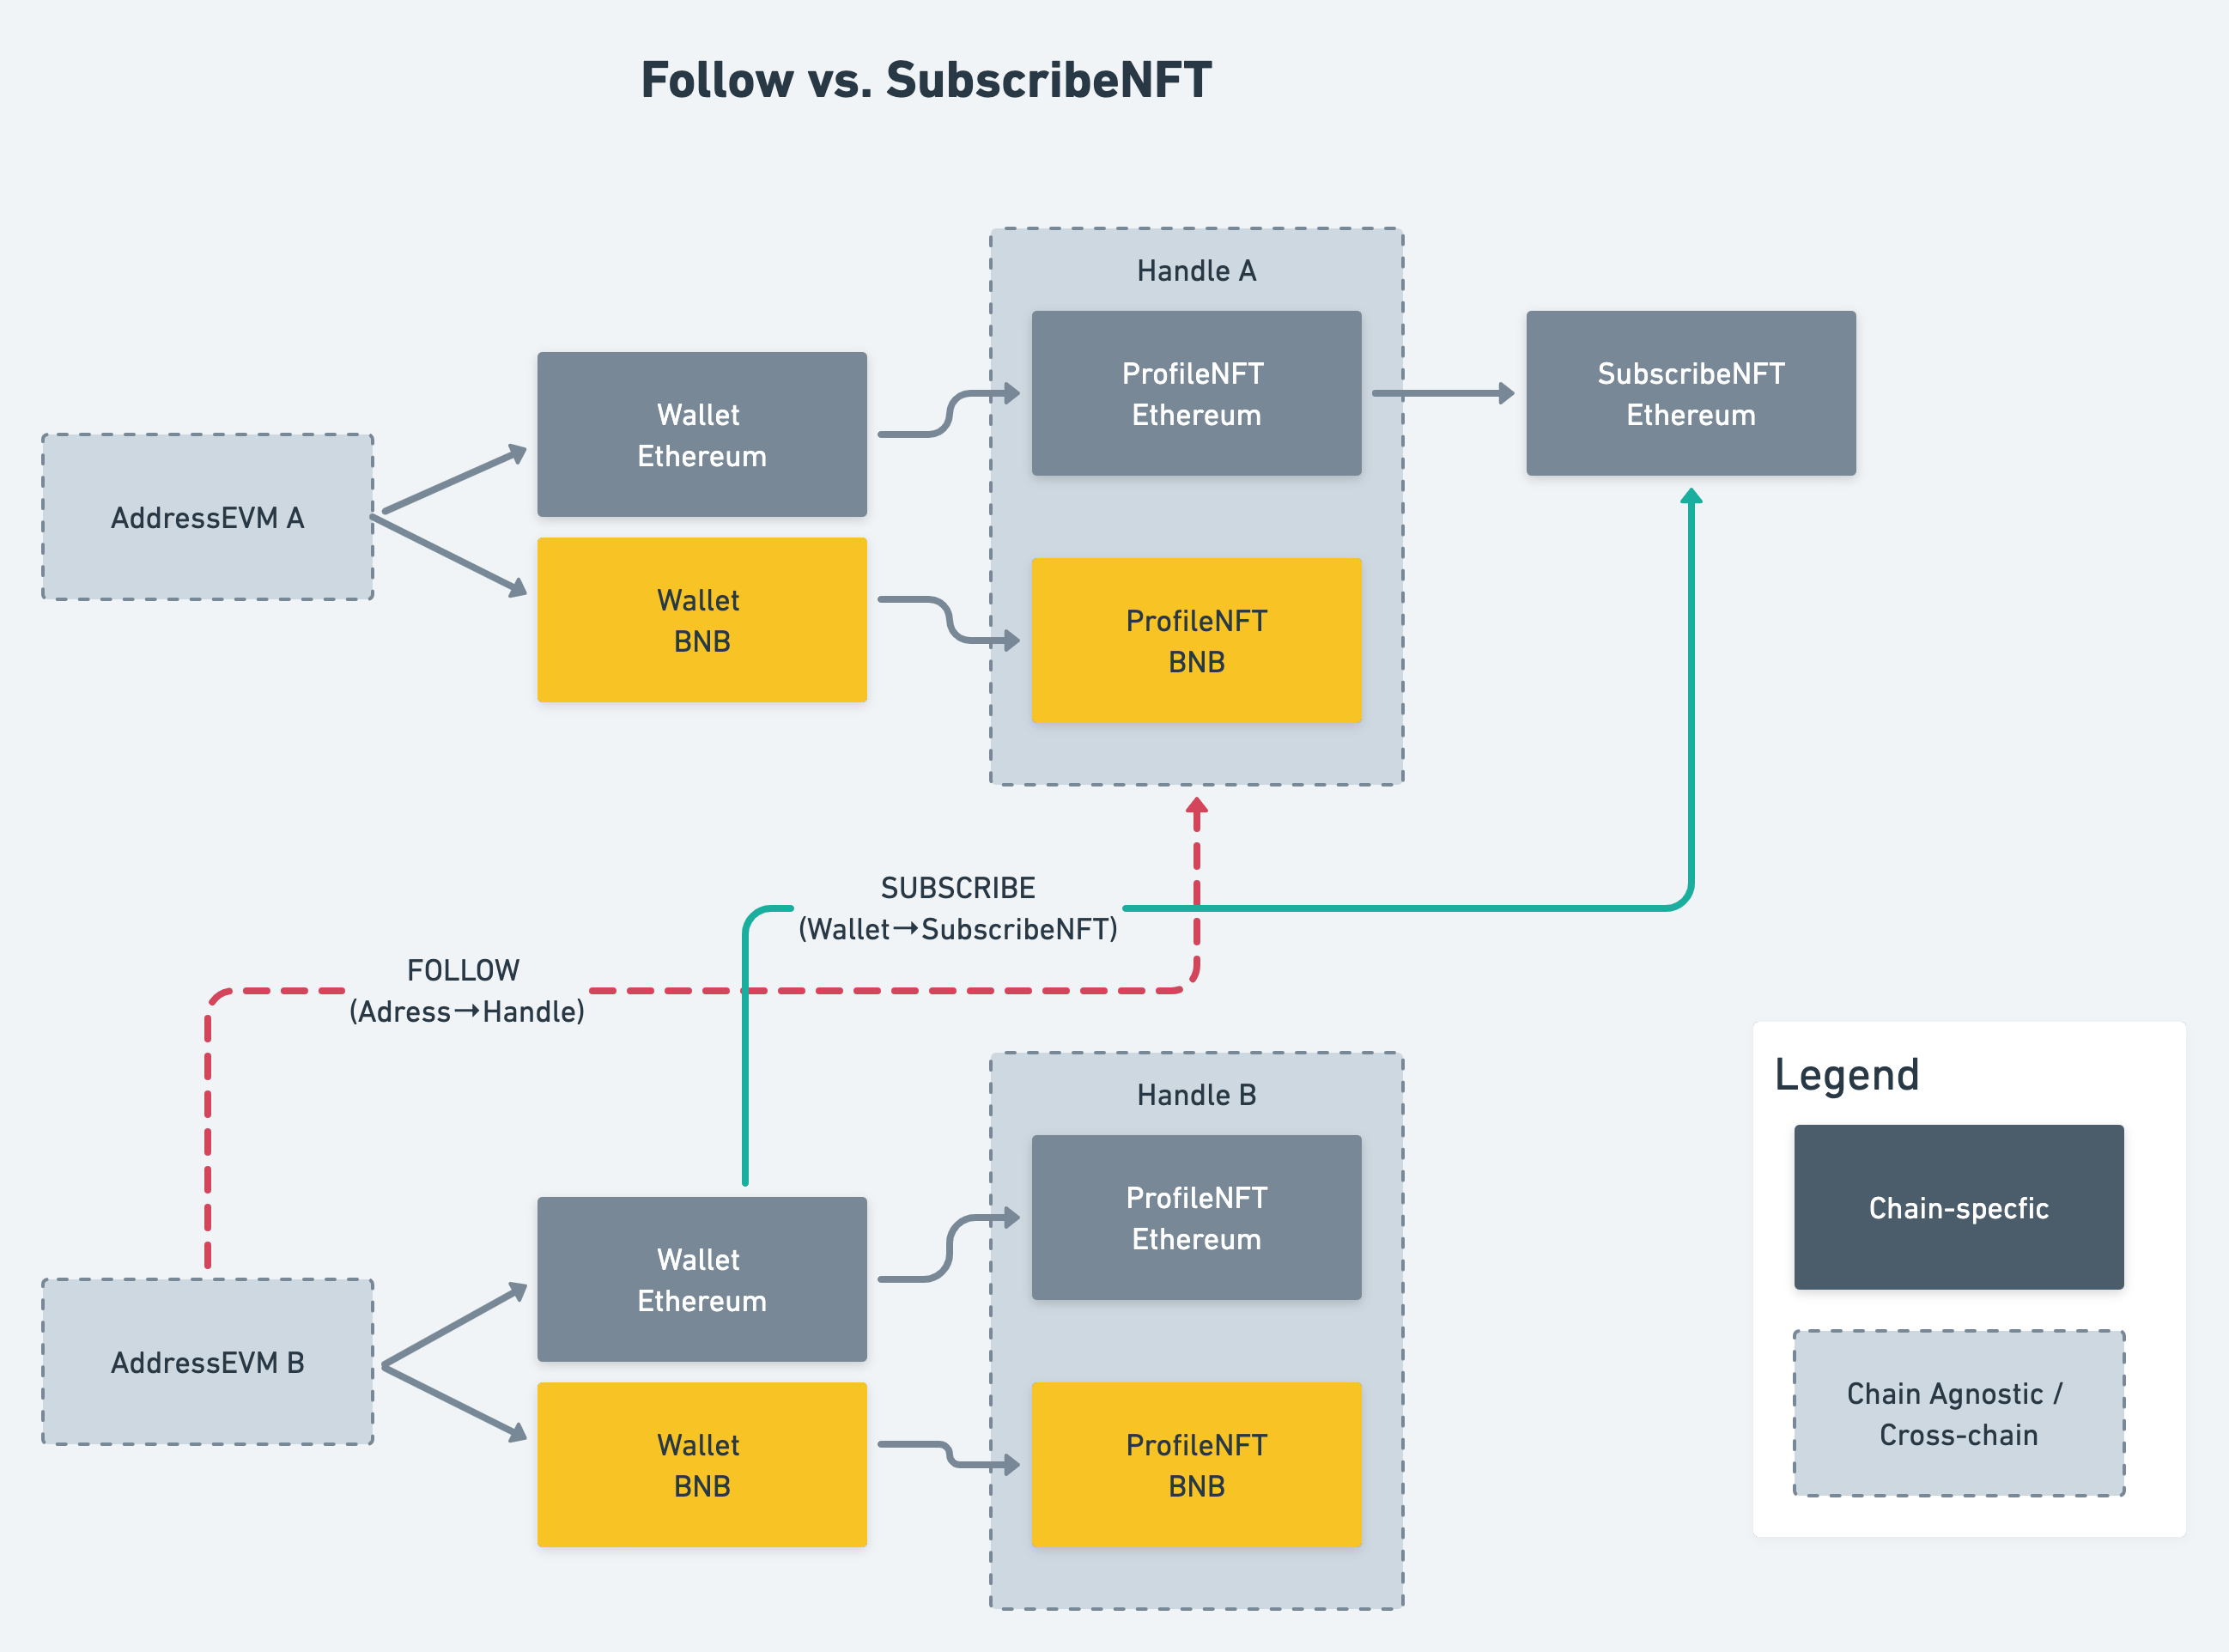 Follow vs. SubscribeNFT
Handle A
ProfileNFT
Ethereum
SubscribeNFT
Ethereum
Wallet
Ethereum
AddressEVM A
Wallet
BNB
ProfileNFT
BNB
SUBSCRIBE
(Wallet→SubscribeNFT)
FOLLOW
(Adress→Handle)
Handle B
ProfileNFT
Ethereum
Wallet
Ethereum
AddressEVM B
Wallet
BNB
ProfileNFT
BNB
Legend
Chain-specfic
Chain Agnostic /
Cross-chain